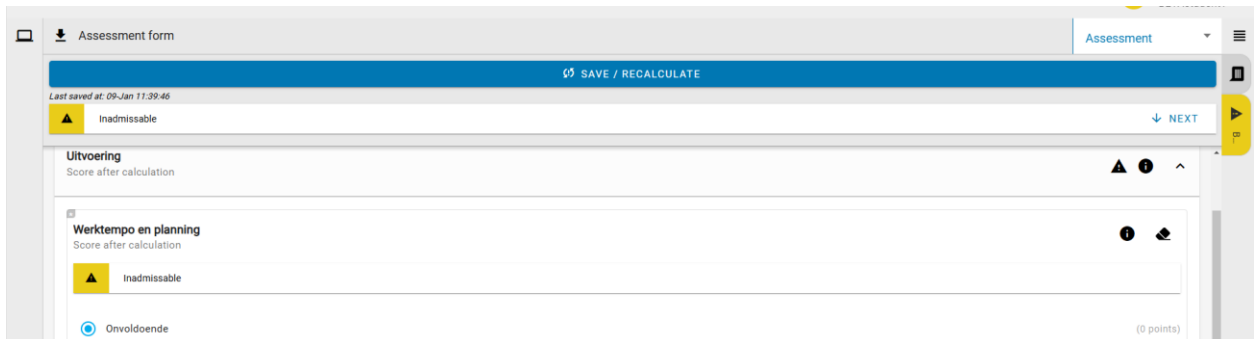 Assessment form
Assessment
SAVE / RECALCULATE
Last saved at: 09-Jan 11:39:46
Inadmissable
NEXT
B...
Uitvoering
Score after calculation
Werktempo en planning
Score after calculation
Inadmissable
Onvoldoende
(0 points)